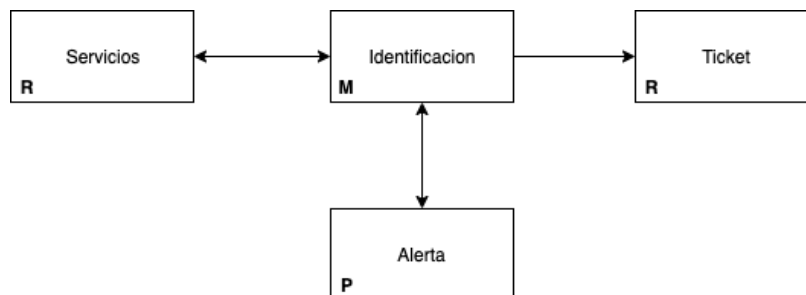 Servicios
R
Identificacion
M
Ticket
R
Alerta
P